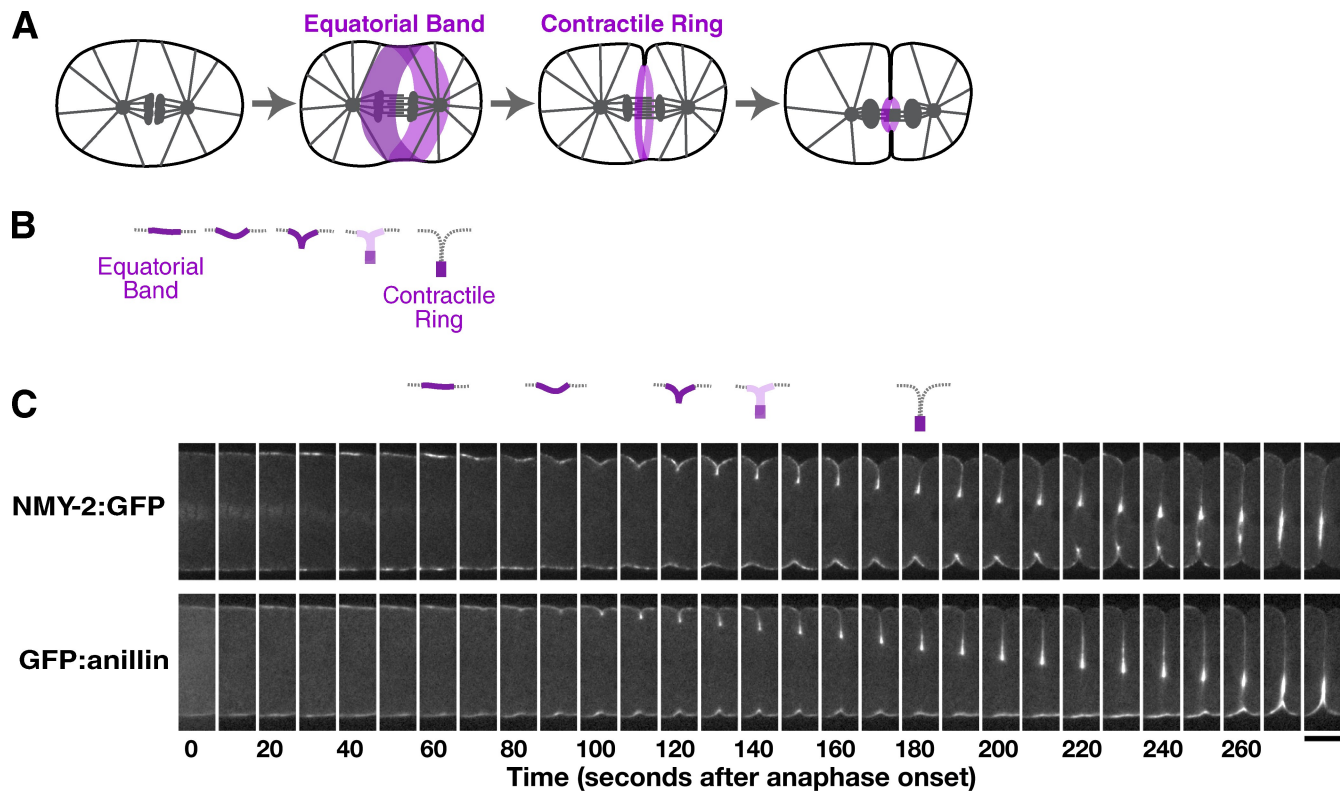 A
Equatorial Band
Contractile Ring
B
Equatorial
Band
Contractile
Ring
C
NMY-2:GFP
GFP:anillin
0 20 40 60 80 100 120 140 160 180 200 220 240 260
Time (seconds after anaphase onset)